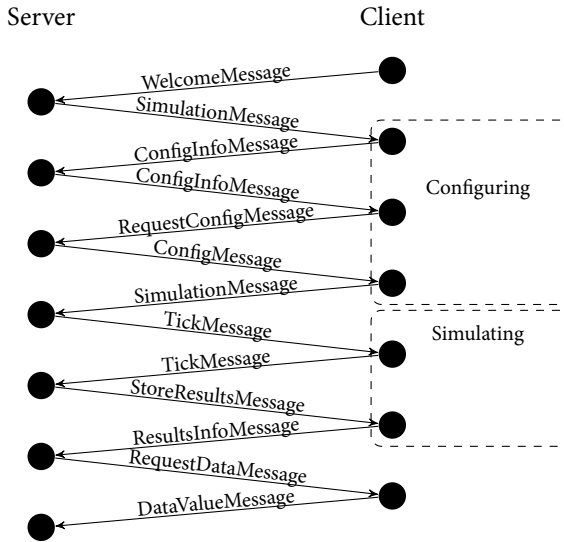 Server
Client
WelcomeMessage
SimulationMessage
ConfigInfoMessage
ConfigInfoMessage
Configuring
RequestConfigMessage
ConfigMessage
SimulationMessage
TickMessage
Simulating
TickMessage
StoreResultsMessage
ResultsInfoMessage
RequestDataMessage
DataValueMessage